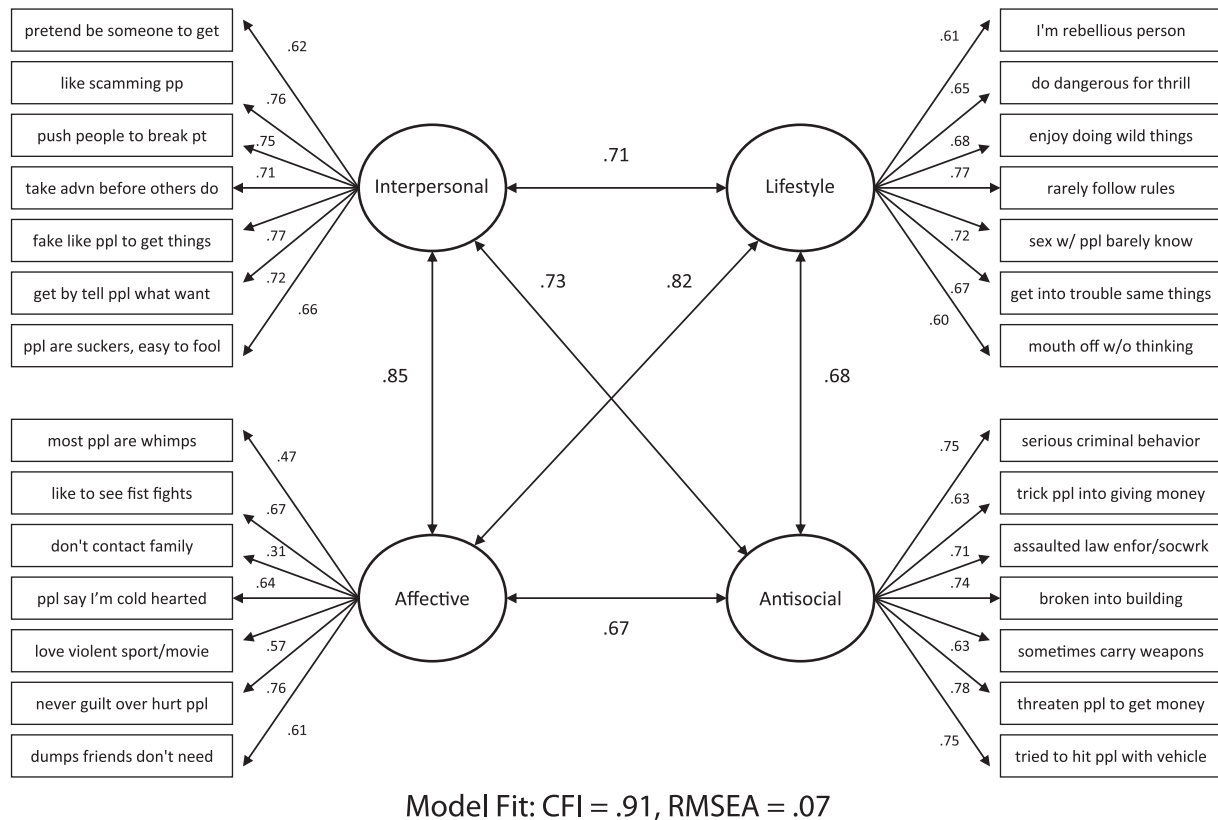 pretend be someone to get
like scamming pp
push people to break pt
take advn before others do
fake like ppl to get things
get by tell ppl what want
ppl are suckers, easy to fool
.62
.76
.75
.71
.77
.72
.66
Interpersonal
.71
Lifestyle
.61
.65
.68
.77
.72
.67
.60
I'm rebellious person
do dangerous for thrill
enjoy doing wild things
rarely follow rules
sex w/ ppl barely know
get into trouble same things
mouth off w/o thinking
.73
.82
.85
.68
most ppl are whimps
like to see fist fights
don't contact family
ppl say I’m cold hearted
love violent sport/movie
never guilt over hurt ppl
dumps friends don't need
.47
.67
.31
.64
.57
.76
.61
Affective
.67
Antisocial
.75
.63
.71
.74
.63
.78
.75
serious criminal behavior
trick ppl into giving money
assaulted law enfor/socwrk
broken into building
sometimes carry weapons
threaten ppl to get money
tried to hit ppl with vehicle
Model Fit: CFI = .91, RMSEA = .07